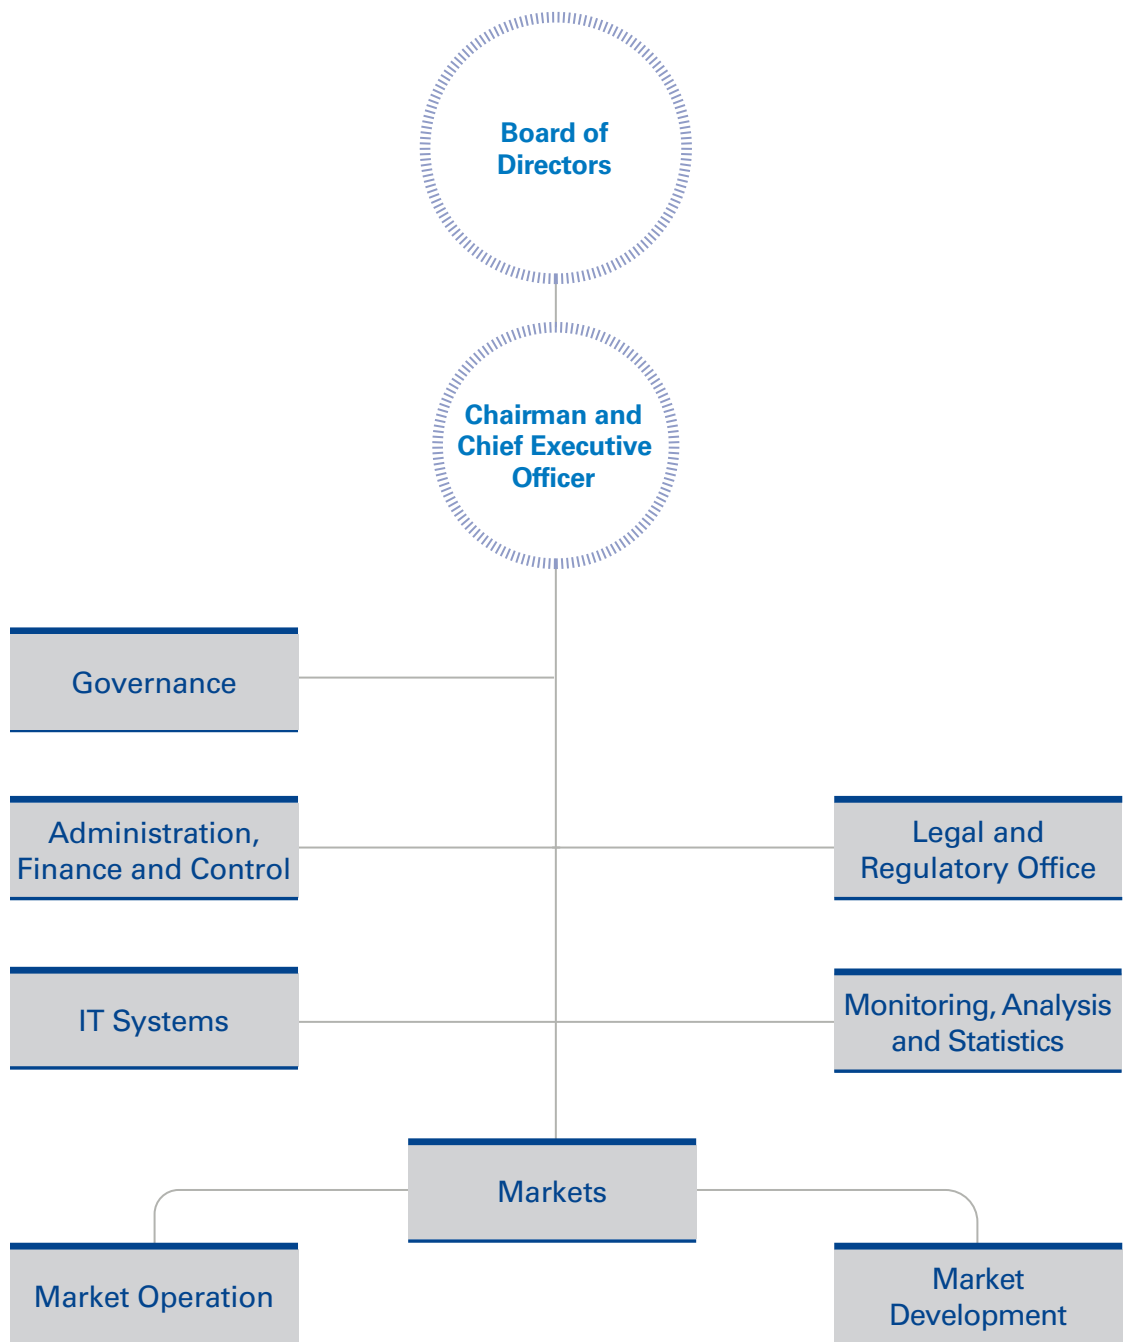 Board of
Directors
Chairman and
Chief Executive
Officer
Governance
Administration,
Finance and Control
Legal and
Regulatory Office
IT Systems
Monitoring, Analysis
and Statistics
Markets
Market Operation
Market
Development